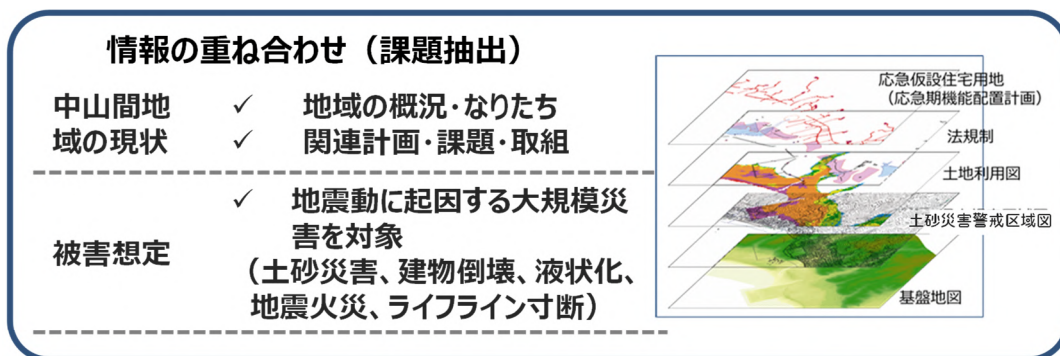 情報の重ね合わせ（課題抽出）
中山間地
域の現状
✓ 地域の概況・なりたち
✓ 関連計画・課題・取組
被害想定
✓ 地震動に起因する大規模災
害を対象
（土砂災害、建物倒壊、液状化、
地震火災、ライフライン寸断）
応急仮設住宅用地
（応急期機能配置計画）
法規制
土地利用図
土砂災害警戒区域図
基盤地図